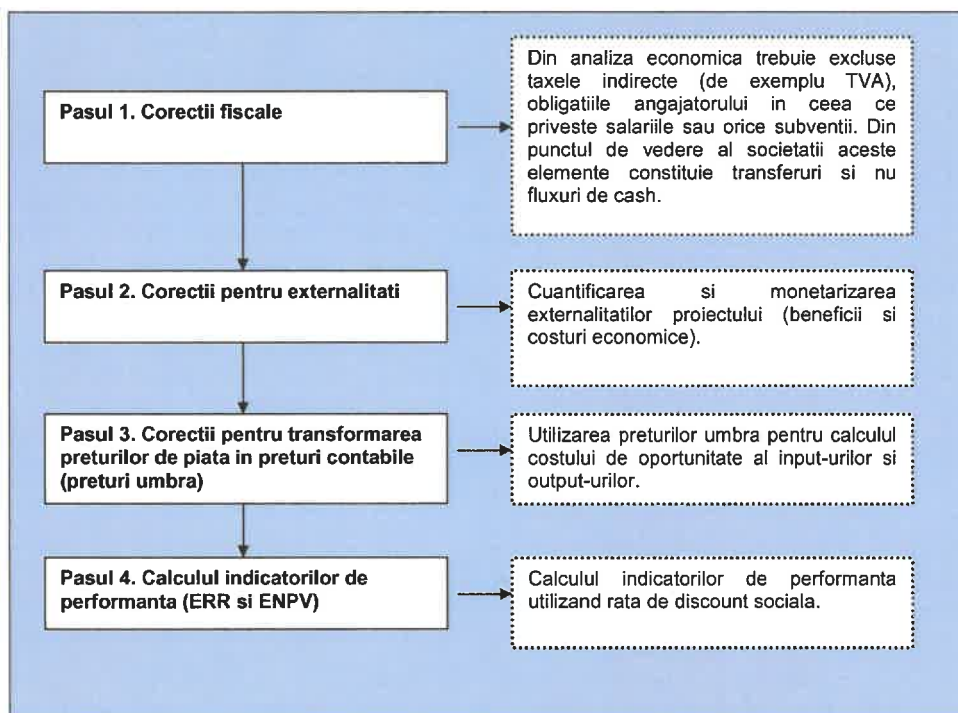 Pasul 1. Corectii fiscale
Din analiza economica trebuie excluse
taxele indirecte (de exemplu TVA),
obligatiile angajatorului in ceea ce
priveste salariile sau orice subventii. Din
punctul de vedere al societatii aceste
elemente constituie transferuri si nu
fluxuri de cash.
Pasul 2. Corectii pentru externalitati
Cuantificarea si monetarizarea
externalitatilor proiectului (beneficii si
costuri economice).
Pasul 3. Corectii pentru transformarea
preturilor de piata in preturi contabile
(preturi umbra)
Utilizarea preturilor umbra pentru calculul
costului de oportunitate al input-urilor si
output-urilor.
Pasul 4. Calculul indicatorilor de
performanta (ERR si ENPV)
Calculul indicatorilor de performanta
utilizand rata de discount sociala.